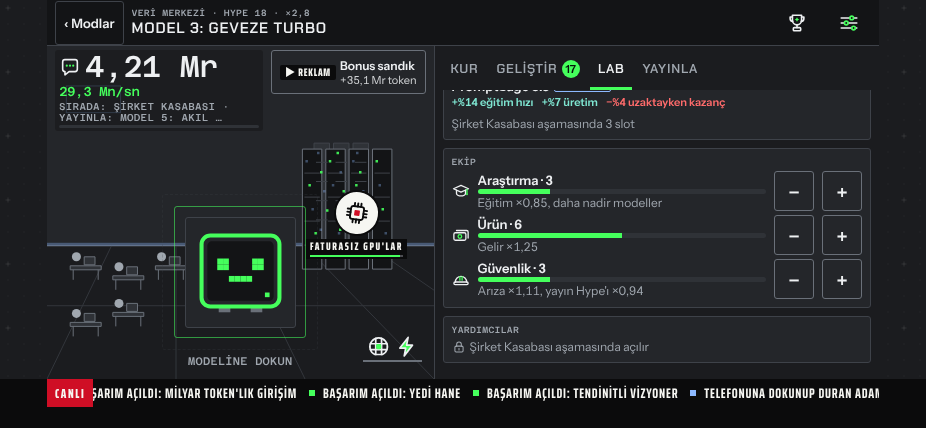 ‹ Modlar
VERİ MERKEZİ · HYPE 18 · ×2,8
MODEL 3: GEVEZE TURBO
4,21 Mr
29,3 Mn/sn
SIRADA: ŞİRKET KASABASI ·
YAYINLA: MODEL 5: AKIL …
REKLAM
Bonus sandık
+35,1 Mr token
FATURASIZ GPU'LAR
MODELİNE DOKUN
KUR
GELİŞTİR 17
LAB
YAYINLA
+%14 eğitim hızı +%7 üretim −%4 uzaktayken kazanç
Şirket Kasabası aşamasında 3 slot
EKİP
Araştırma · 3
Eğitim ×0,85, daha nadir modeller
− +
Ürün · 6
Gelir ×1,25
− +
Güvenlik · 3
Arıza ×1,11, yayın Hype'ı ×0,94
− +
YARDIMCILAR
Şirket Kasabası aşamasında açılır
CANLI
ŞARIM AÇILDI: MİLYAR TOKEN'LIK GİRİŞİM
BAŞARIM AÇILDI: YEDİ HANE
BAŞARIM AÇILDI: TENDİNİTLİ VİZYONER
TELEFONUNA DOKUNUP DURAN ADAM